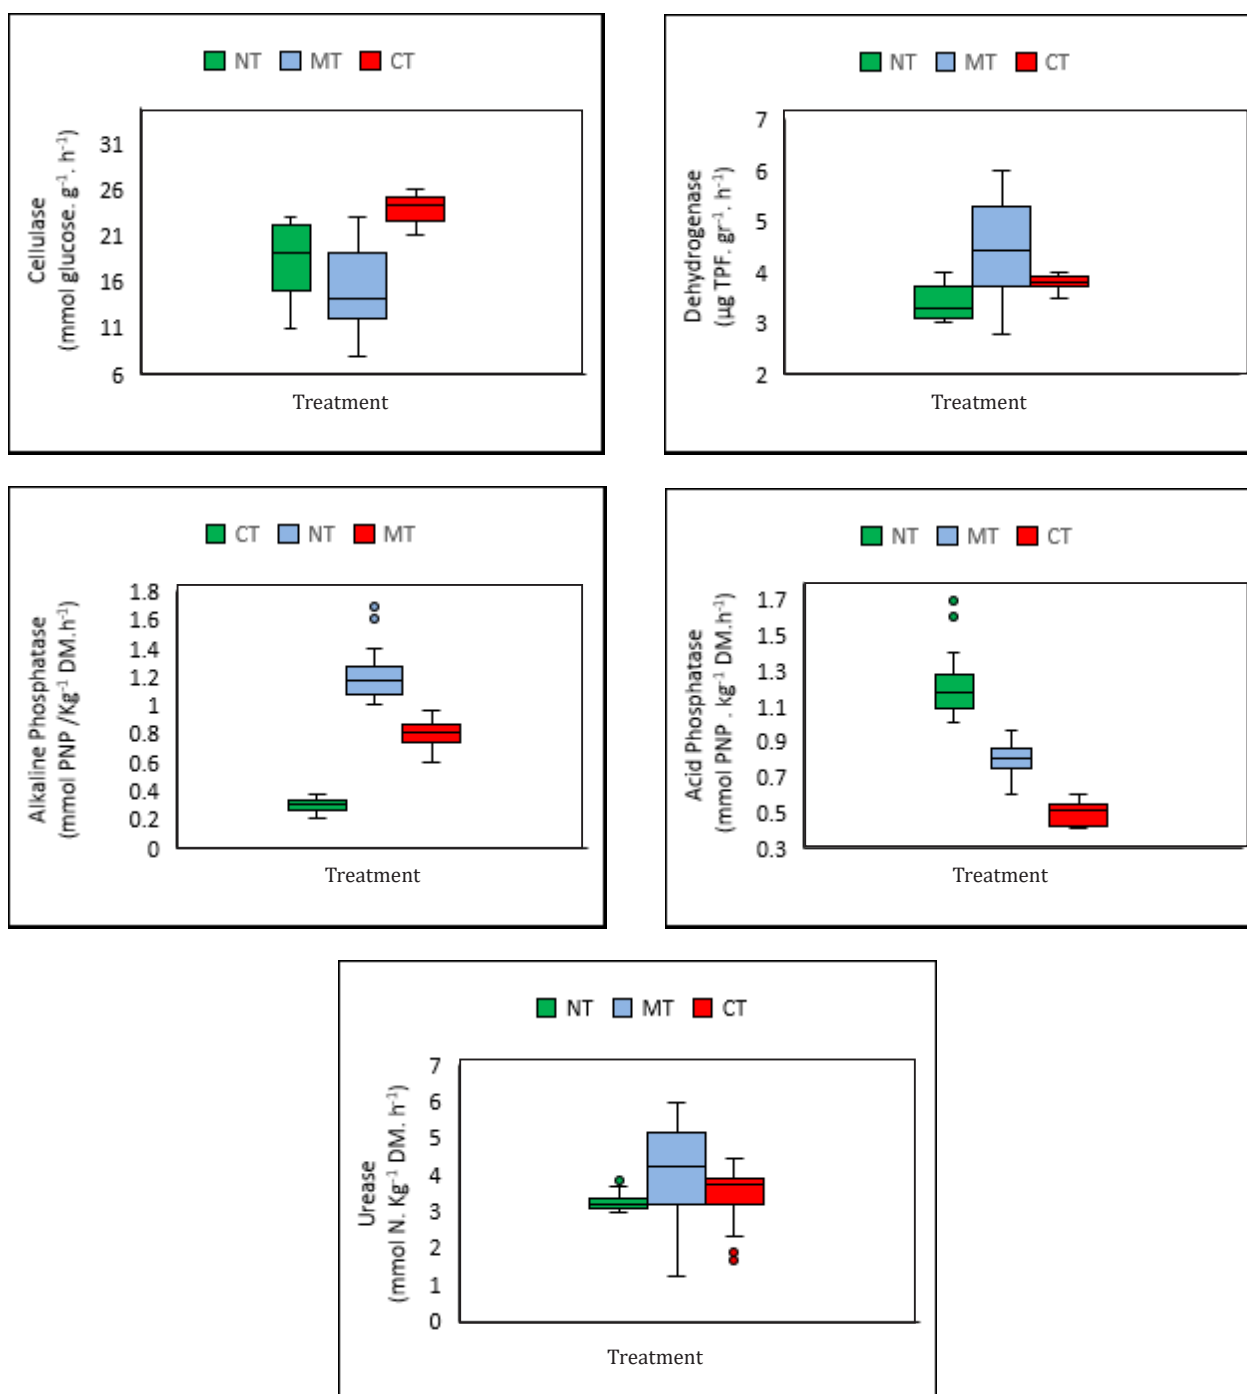 NT MT CT
Cellulase
(mmol glucose. g⁻¹. h⁻¹)
31
26
21
16
11
6
Treatment
NT MT CT
Dehydrogenase
(µg TPF. gr⁻¹. h⁻¹)
7
6
5
4
3
2
Treatment
CT NT MT
Alkaline Phosphatase
(mmol PNP /Kg⁻¹ DM.h⁻¹)
1.8
1.6
1.4
1.2
1
0.8
0.6
0.4
0.2
0
Treatment
NT MT CT
Acid Phosphatase
(mmol PNP . kg⁻¹ DM.h⁻¹)
1.7
1.5
1.3
1.1
0.9
0.7
0.5
0.3
Treatment
NT MT CT
Urease
(mmol N. Kg⁻¹ DM. h⁻¹)
7
6
5
4
3
2
1
0
Treatment